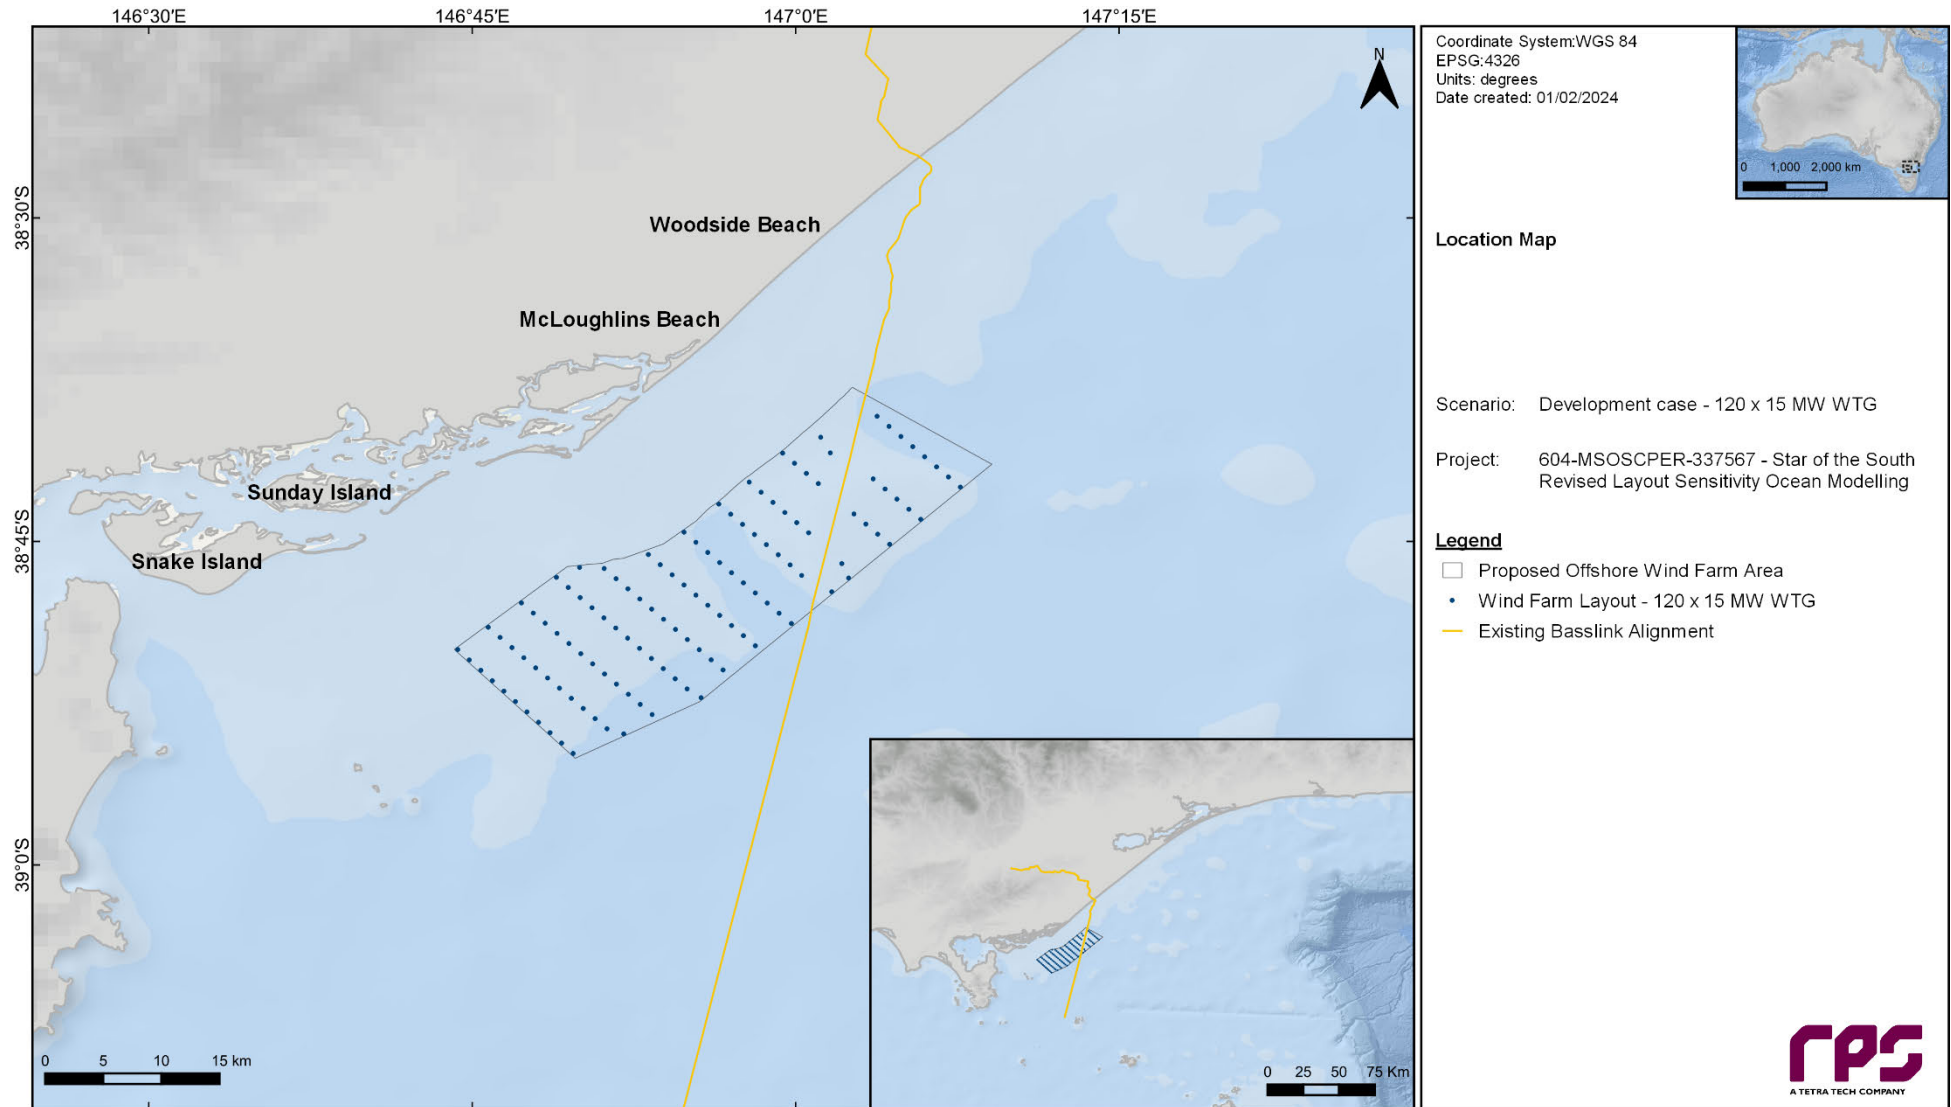 146°30'E 146°45'E 147°0'E 147°15'E
38°30'S
38°45'S
39°0'S
N
Woodside Beach
McLoughlins Beach
Sunday Island
Snake Island
0 5 10 15 km
0 25 50 75 Km
Coordinate System:WGS 84
EPSG:4326
Units: degrees
Date created: 01/02/2024
0 1,000 2,000 km
Location Map
Scenario: Development case - 120 x 15 MW WTG
Project: 604-MSOSCPER-337567 - Star of the South
Revised Layout Sensitivity Ocean Modelling
Legend
Proposed Offshore Wind Farm Area
Wind Farm Layout - 120 x 15 MW WTG
Existing Basslink Alignment
rps
A TETRA TECH COMPANY